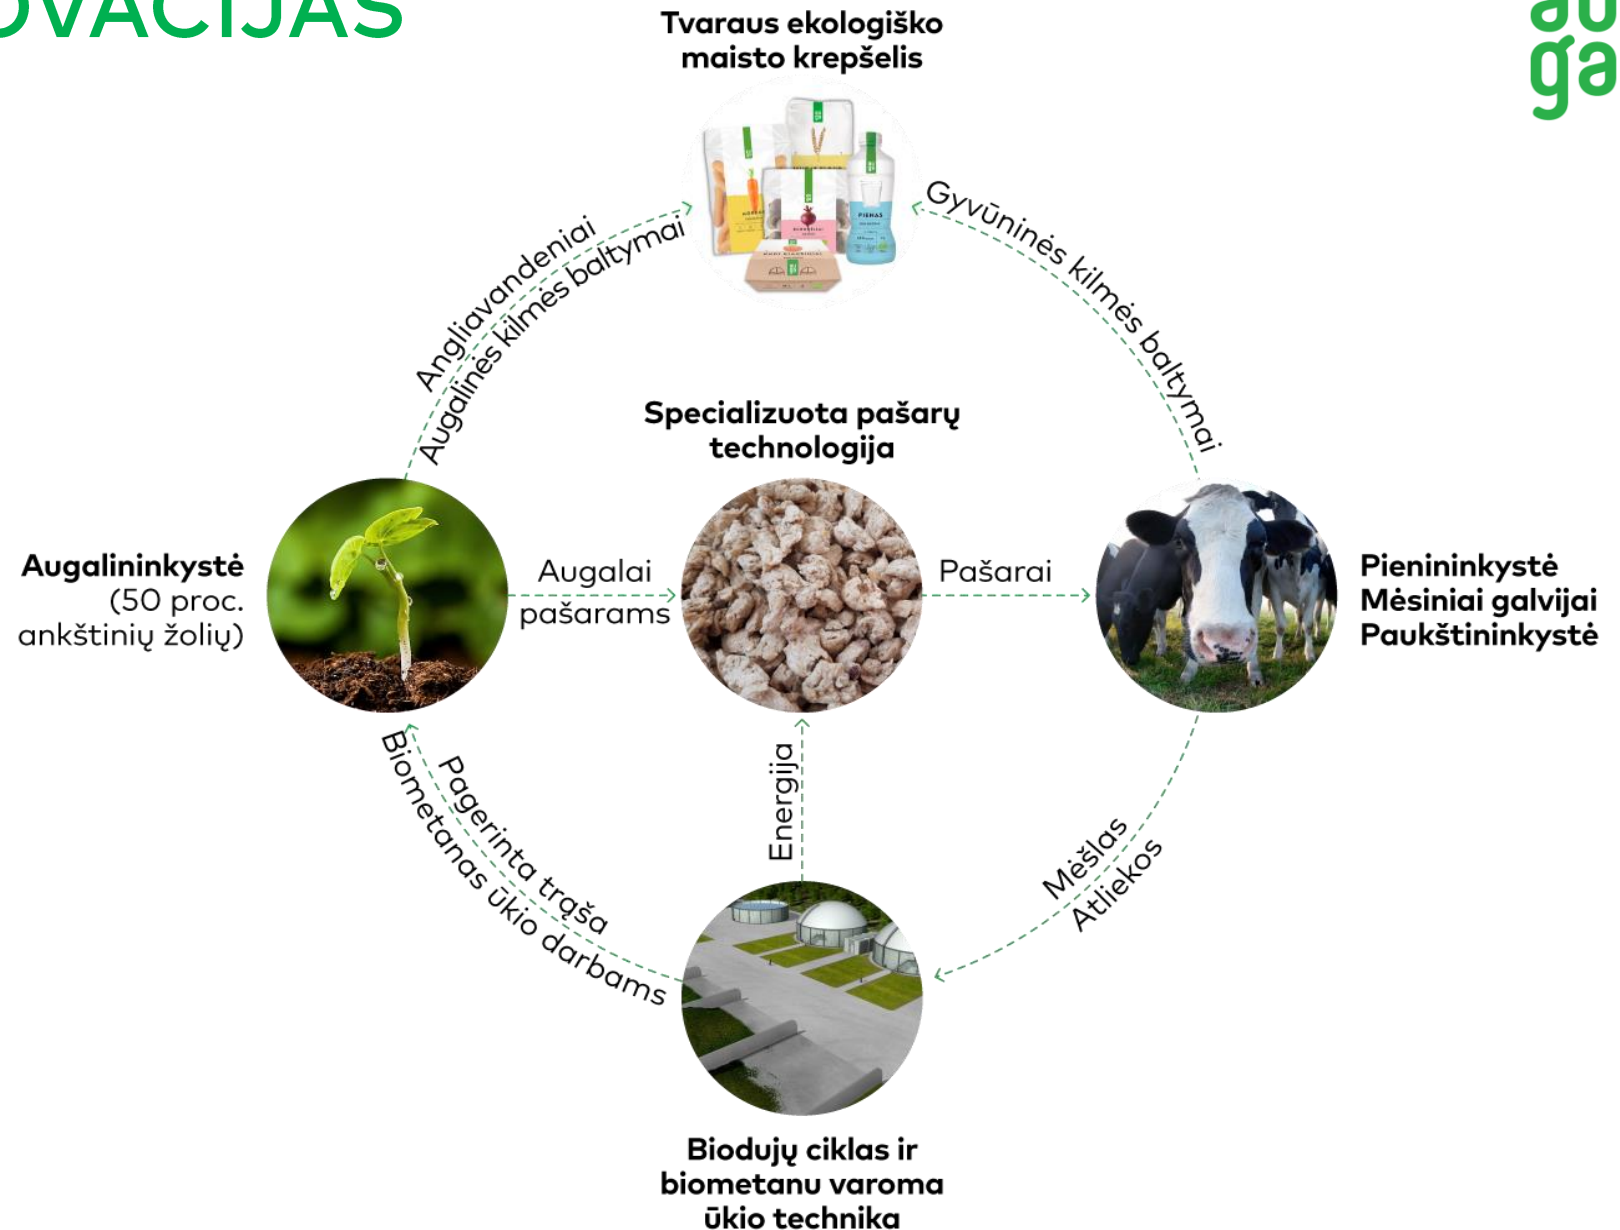 OVACIJAS
au
ga
Tvaraus ekologiško
maisto krepšelis
PIENAS
Angliavandeniai
Augalinės kilmės baltymai
Gyvūninės kilmės baltymai
Specializuota pašarų
technologija
Augalininkystė
(50 proc.
ankštinių žolių)
Augalai
pašarams
Pašarai
Pienininkystė
Mėsiniai galvijai
Paukštininkystė
Pagerinta trąša
Biometanas ūkio darbams
Energija
Mėšlas
Atliekos
Biodujų ciklas ir
biometanu varoma
ūkio technika